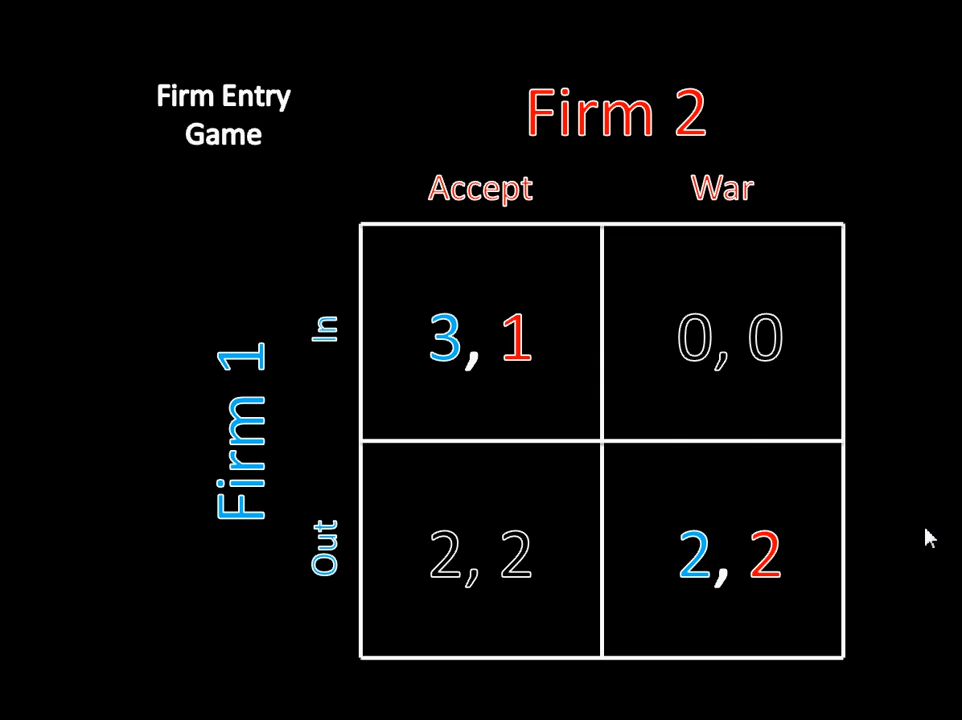 Firm Entry
Game
Firm 2
Accept War
Firm 1
In
3, 1 0, 0
Out
2, 2 2, 2